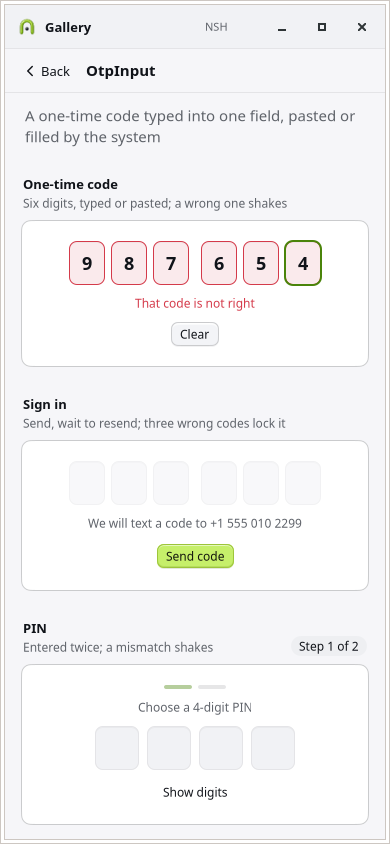 Gallery
NSH
Back
OtpInput
A one-time code typed into one field, pasted or
filled by the system
One-time code
Six digits, typed or pasted; a wrong one shakes
9 8 7 6 5 4
That code is not right
Clear
Sign in
Send, wait to resend; three wrong codes lock it
We will text a code to +1 555 010 2299
Send code
PIN
Entered twice; a mismatch shakes
Step 1 of 2
Choose a 4-digit PIN
Show digits